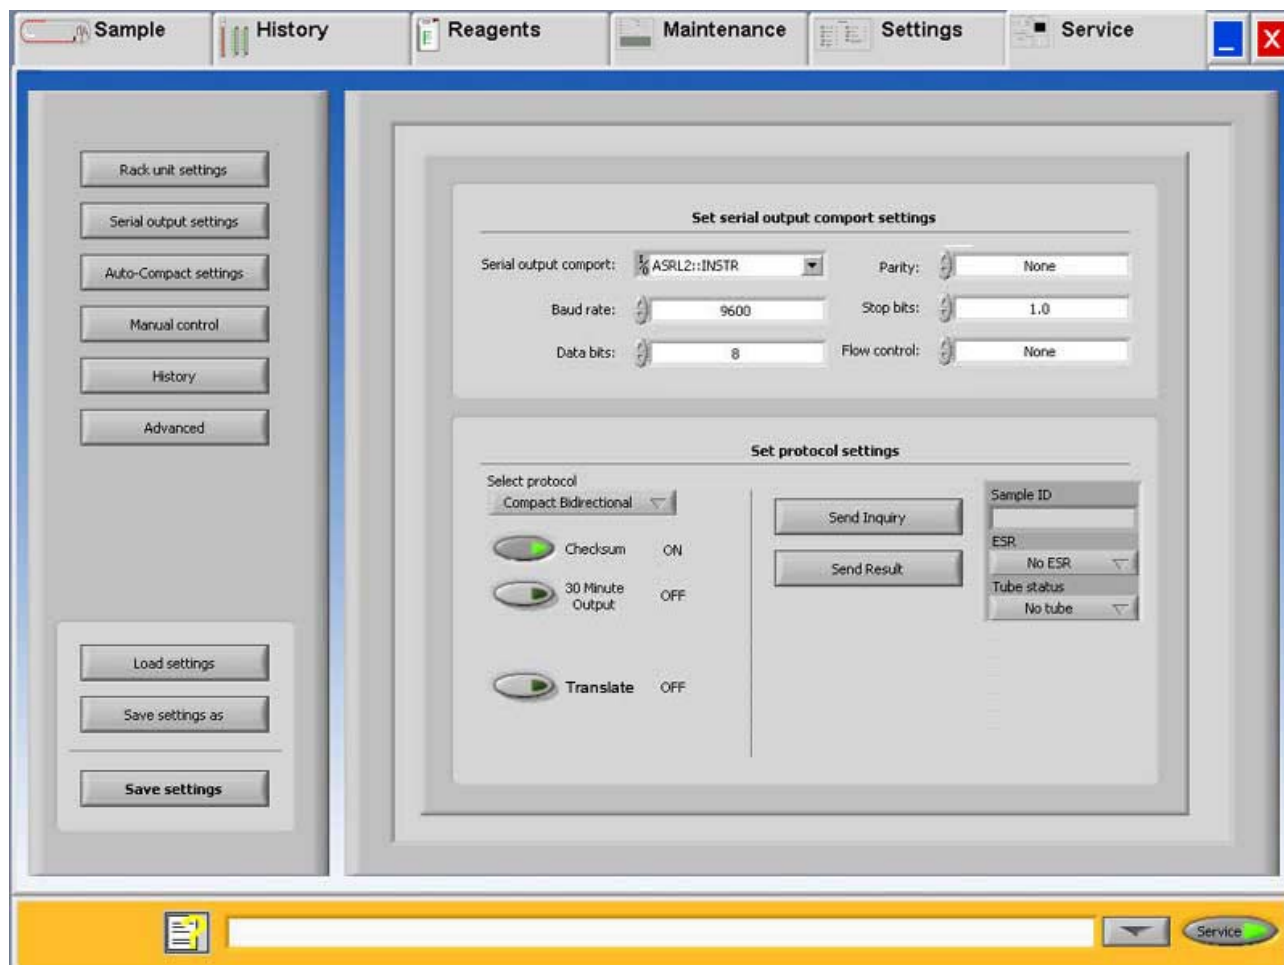 Sample
History
Reagents
Maintenance
Settings
Service
Rack unit settings
Serial output settings
Auto-Compact settings
Manual control
History
Advanced
Load settings
Save settings as
Save settings
Set serial output comport settings
Serial output comport: ASRL2::INSTR
Parity: None
Baud rate: 9600
Stop bits: 1.0
Data bits: 8
Flow control: None
Set protocol settings
Select protocol
Compact Bidirectional
Checksum ON
30 Minute
Output OFF
Translate OFF
Send Inquiry
Send Result
Sample ID
ESR
No ESR
Tube status
No tube
Service